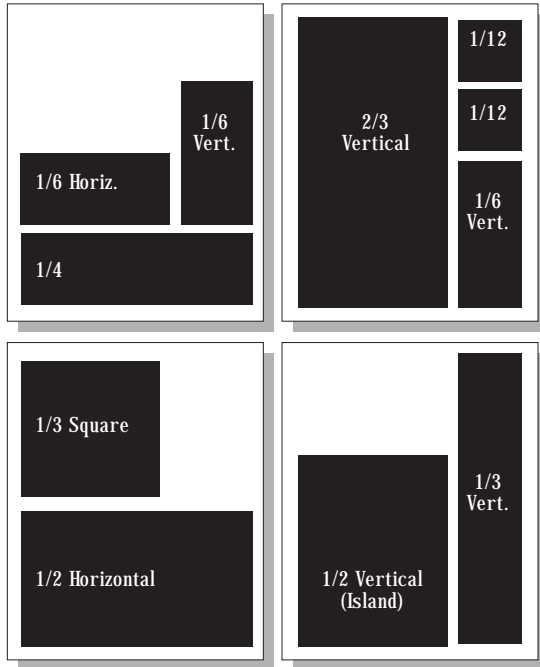 1/6
Vert.
1/6 Horiz.
1/4
2/3
Vertical
1/12
1/12
1/6
Vert.
1/3 Square
1/2 Horizontal
1/2 Vertical
(Island)
1/3
Vert.